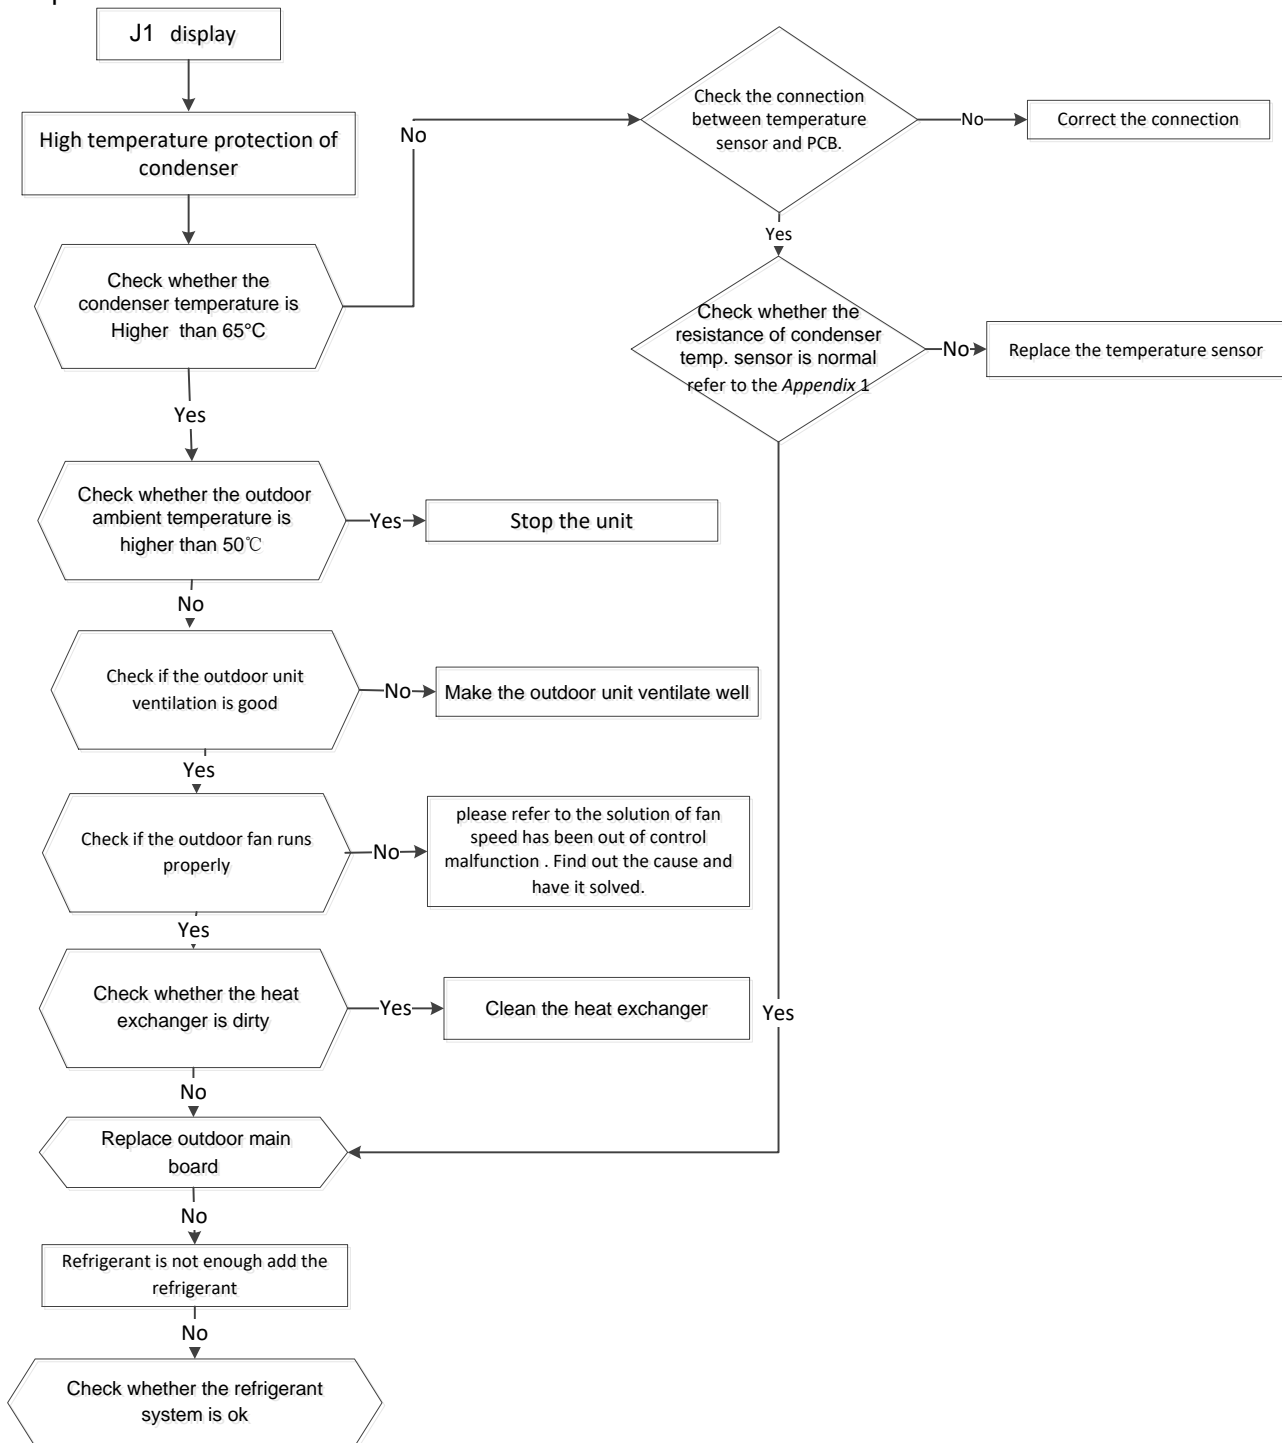 J1 display
High temperature protection of
condenser
Check whether the
condenser temperature is
Higher than 65°C
No
Check the connection
between temperature
sensor and PCB.
No
Correct the connection
Yes
Check whether the
resistance of condenser
temp. sensor is normal
refer to the Appendix 1
No
Replace the temperature sensor
Yes
Yes
Check whether the outdoor
ambient temperature is
higher than 50℃
Yes
Stop the unit
No
Check if the outdoor unit
ventilation is good
No
Make the outdoor unit ventilate well
Yes
Check if the outdoor fan runs
properly
No
please refer to the solution of fan
speed has been out of control
malfunction . Find out the cause and
have it solved.
Yes
Check whether the heat
exchanger is dirty
Yes
Clean the heat exchanger
No
Replace outdoor main
board
No
Refrigerant is not enough add the
refrigerant
No
Check whether the refrigerant
system is ok